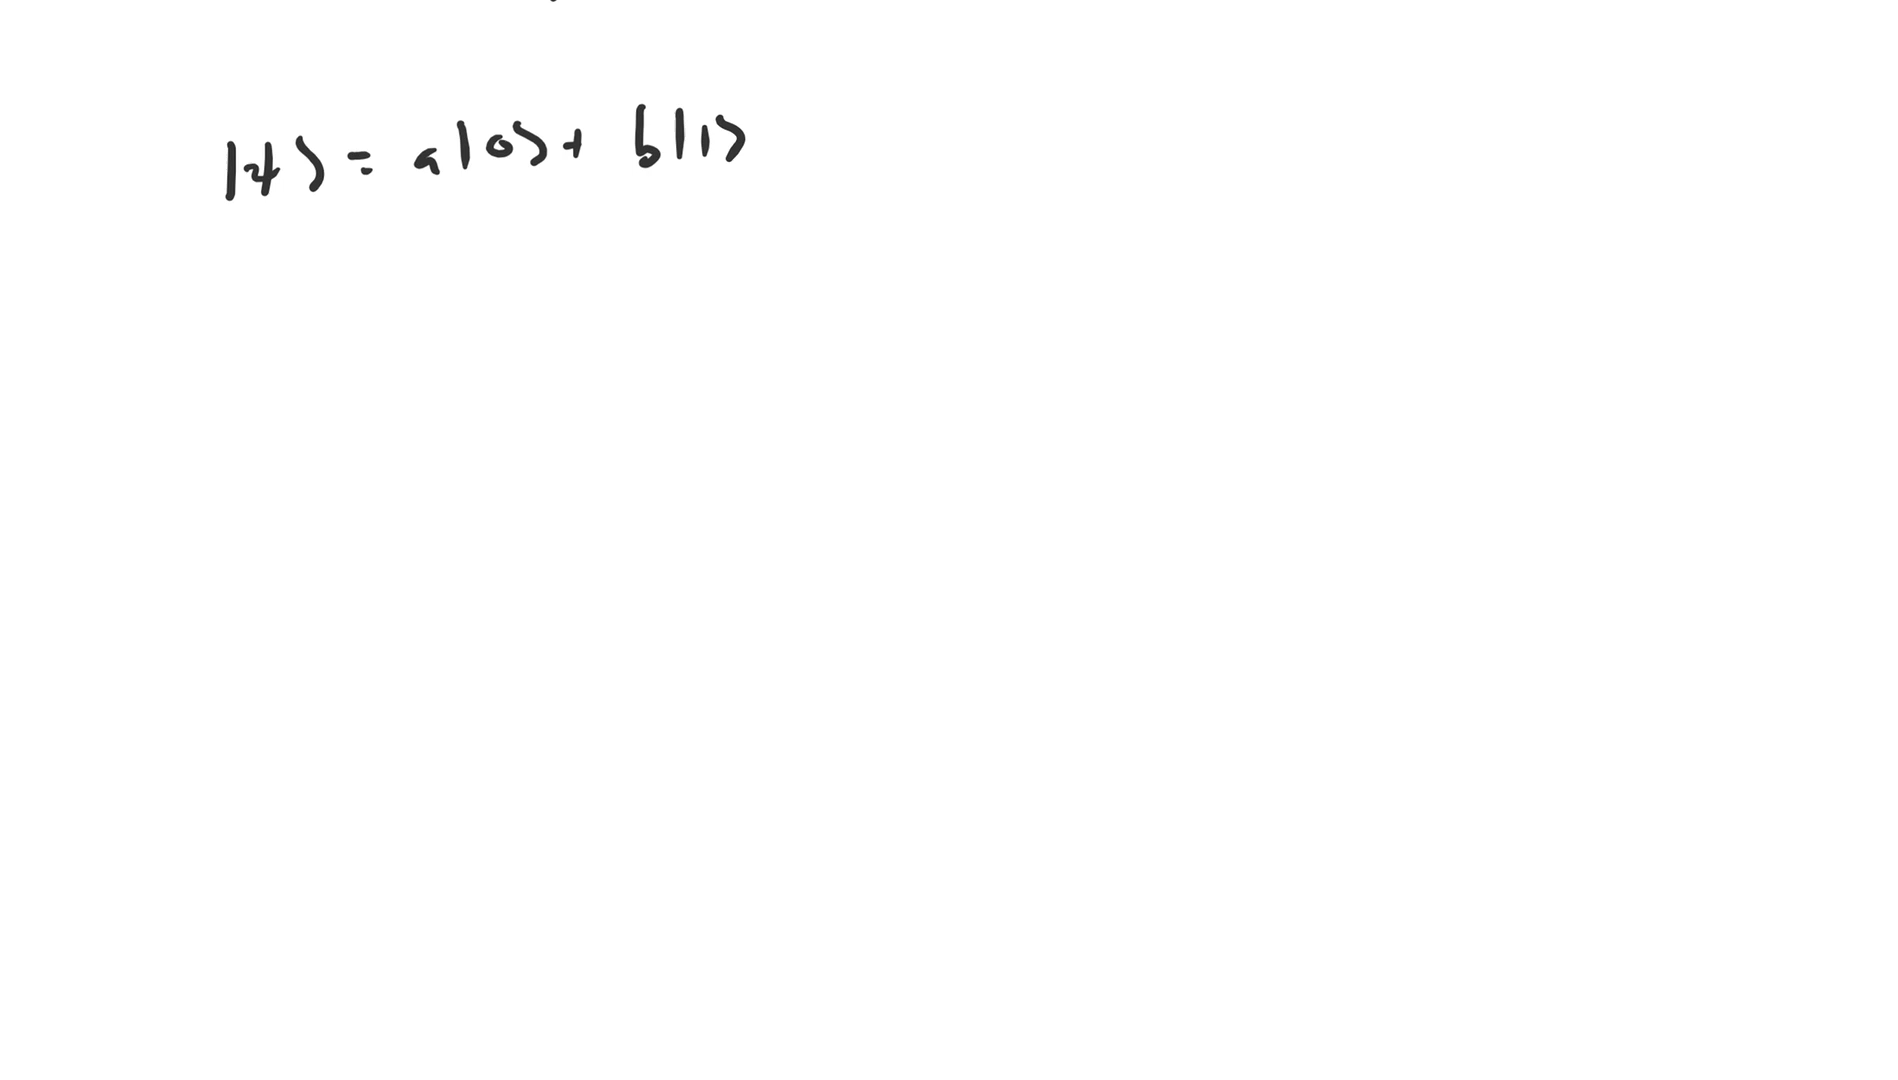 |ψ⟩ = a|0⟩ + b|1⟩